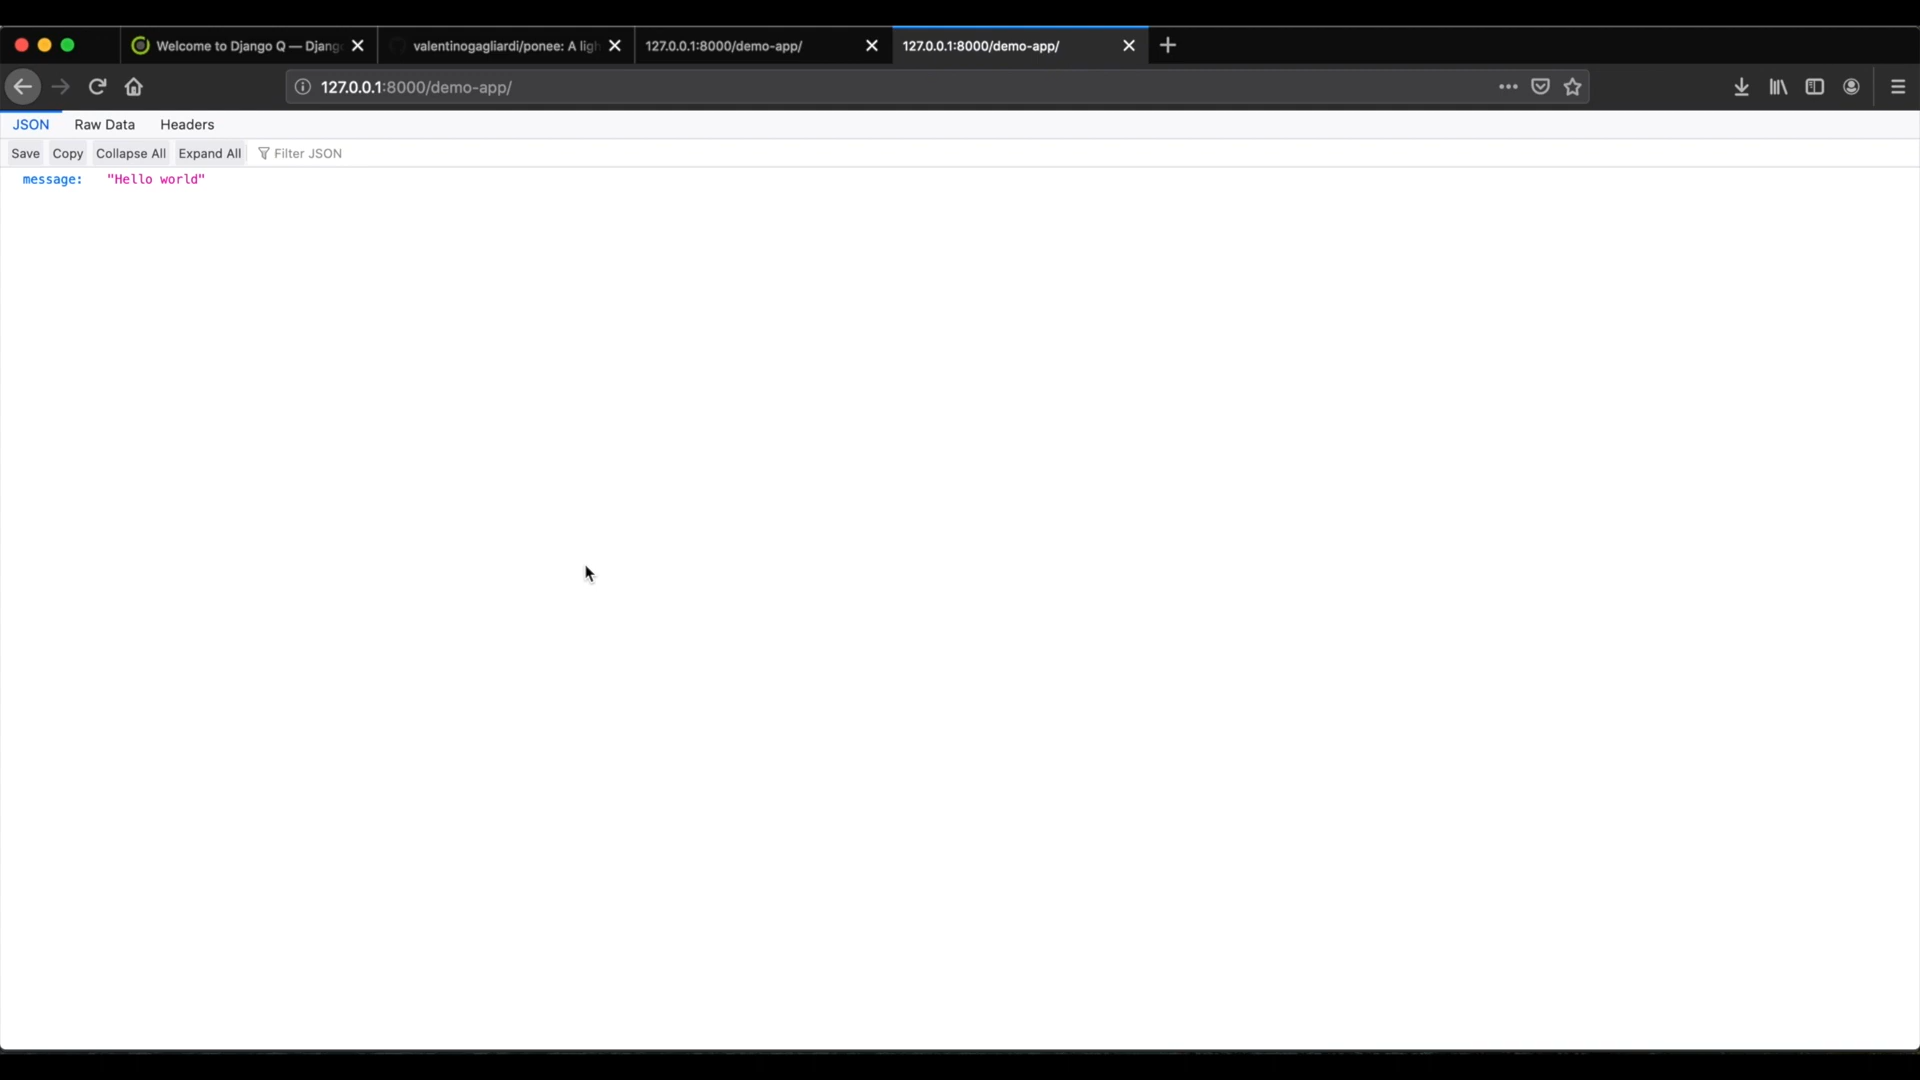 Welcome to Django Q — Djang
valentinogagliardi/ponee: A ligh
127.0.0.1:8000/demo-app/
127.0.0.1:8000/demo-app/
127.0.0.1:8000/demo-app/
JSON Raw Data Headers
Save Copy Collapse All Expand All Filter JSON
message: "Hello world"